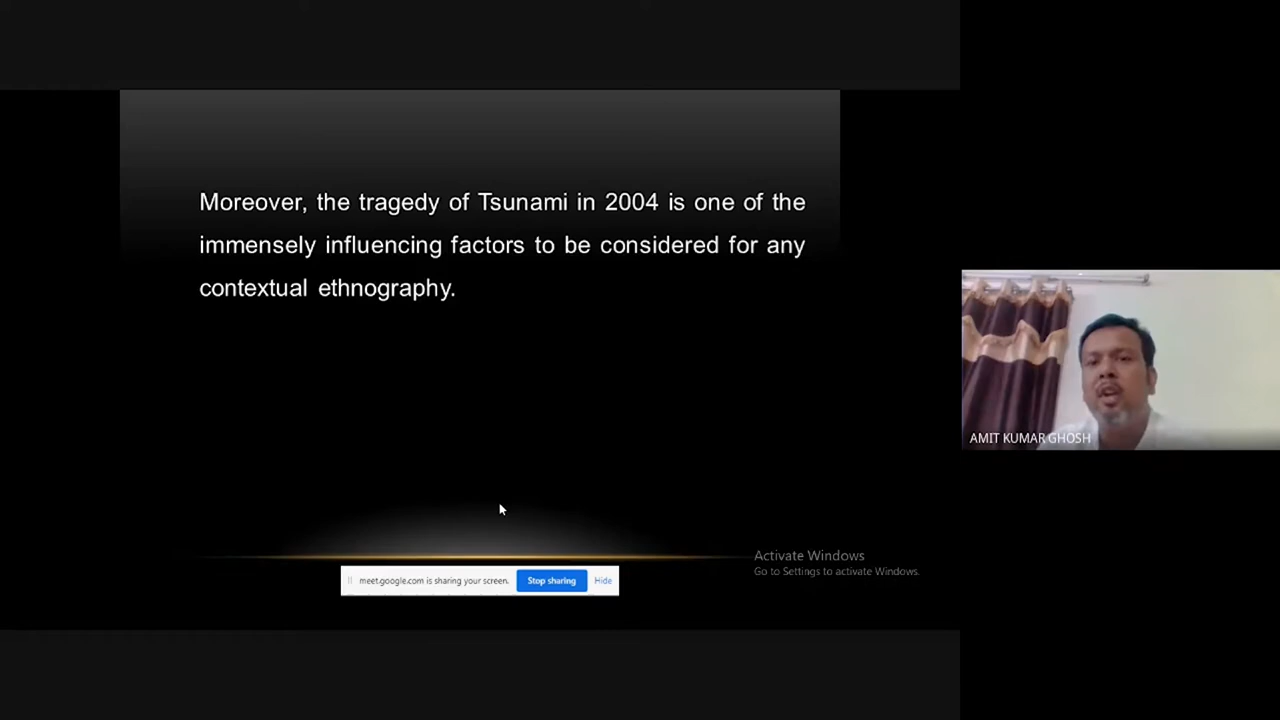 Moreover, the tragedy of Tsunami in 2004 is one of the
immensely influencing factors to be considered for any
contextual ethnography.
AMIT KUMAR GHOSH
Activate Windows
Go to Settings to activate Windows.
meet.google.com is sharing your screen. Stop sharing Hide